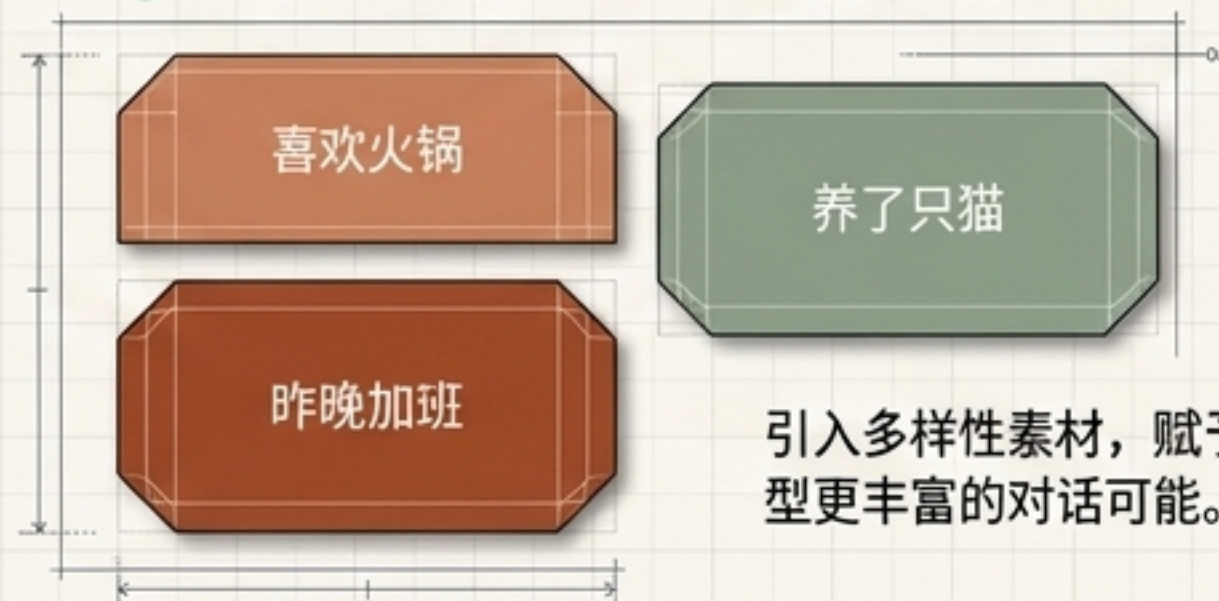 喜欢火锅
养了只猫
昨晚加班
引入多样性素材，赋
型更丰富的对话可能。